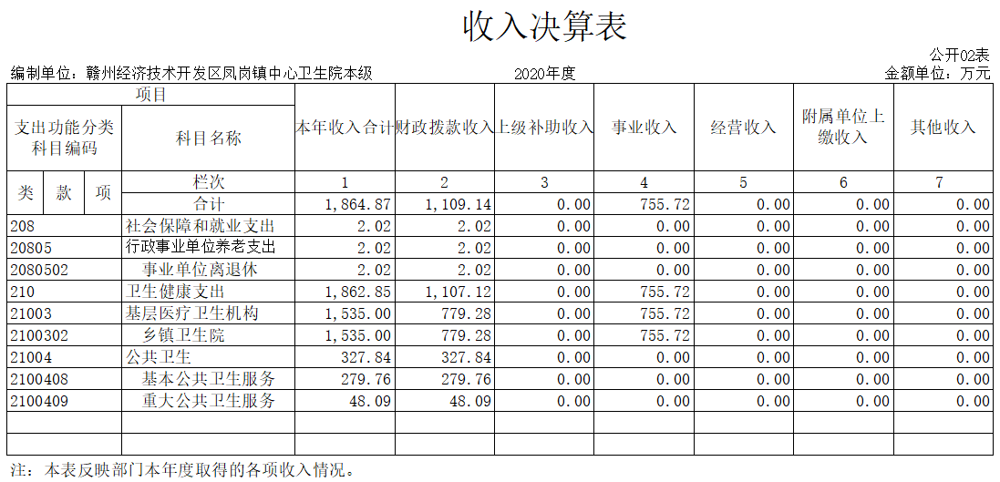 收入决算表
公开02表
编制单位：赣州经济技术开发区凤岗镇中心卫生院本级 2020年度 金额单位：万元
项目 本年收入合计 财政拨款收入 上级补助收入 事业收入 经营收入 附属单位上缴收入 其他收入
支出功能分类科目编码 科目名称
类 款 项 栏次 1 2 3 4 5 6 7
合计 1,864.87 1,109.14 0.00 755.72 0.00 0.00 0.00
208 社会保障和就业支出 2.02 2.02 0.00 0.00 0.00 0.00 0.00
20805 行政事业单位养老支出 2.02 2.02 0.00 0.00 0.00 0.00 0.00
2080502 事业单位离退休 2.02 2.02 0.00 0.00 0.00 0.00 0.00
210 卫生健康支出 1,862.85 1,107.12 0.00 755.72 0.00 0.00 0.00
21003 基层医疗卫生机构 1,535.00 779.28 0.00 755.72 0.00 0.00 0.00
2100302 乡镇卫生院 1,535.00 779.28 0.00 755.72 0.00 0.00 0.00
21004 公共卫生 327.84 327.84 0.00 0.00 0.00 0.00 0.00
2100408 基本公共卫生服务 279.76 279.76 0.00 0.00 0.00 0.00 0.00
2100409 重大公共卫生服务 48.09 48.09 0.00 0.00 0.00 0.00 0.00
注：本表反映部门本年度取得的各项收入情况。